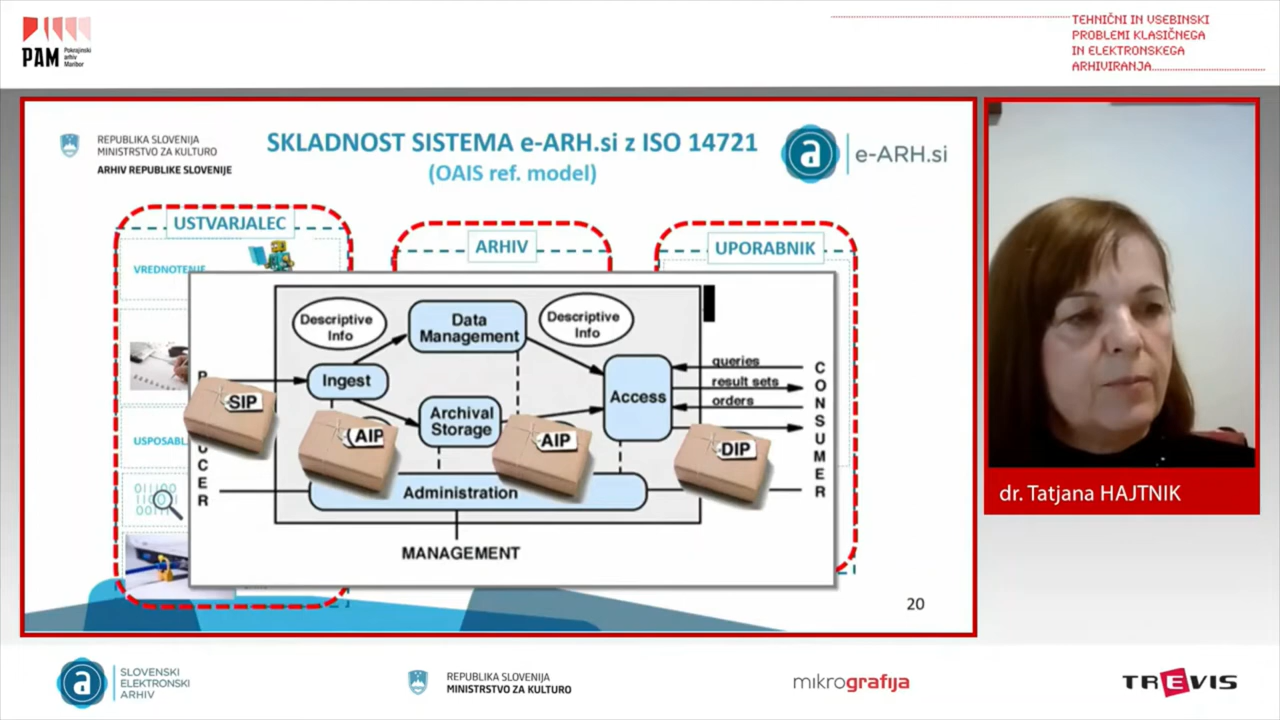 PAM
Pokrajinski
arhiv
Maribor
TEHNIČNI IN VSEBINSKI
PROBLEMI KLASIČNEGA
IN ELEKTRONSKEGA
ARHIVIRANJA
REPUBLIKA SLOVENIJA
MINISTRSTVO ZA KULTURO
ARHIV REPUBLIKE SLOVENIJE
SKLADNOST SISTEMA e-ARH.si z ISO 14721
(OAIS ref. model)
a e-ARH.si
USTVARJALEC
ARHIV
UPORABNIK
VREDNOTENJE
USPOSABL
Descriptive
Info
Data
Management
Descriptive
Info
Ingest
Archival
Storage
Access
queries
result sets
orders
SIP
AIP
AIP
DIP
UCER
CONSUMER
Administration
MANAGEMENT
20
dr. Tatjana HAJTNIK
a SLOVENSKI
ELEKTRONSKI
ARHIV
REPUBLIKA SLOVENIJA
MINISTRSTVO ZA KULTURO
mikrografija
TREVIS